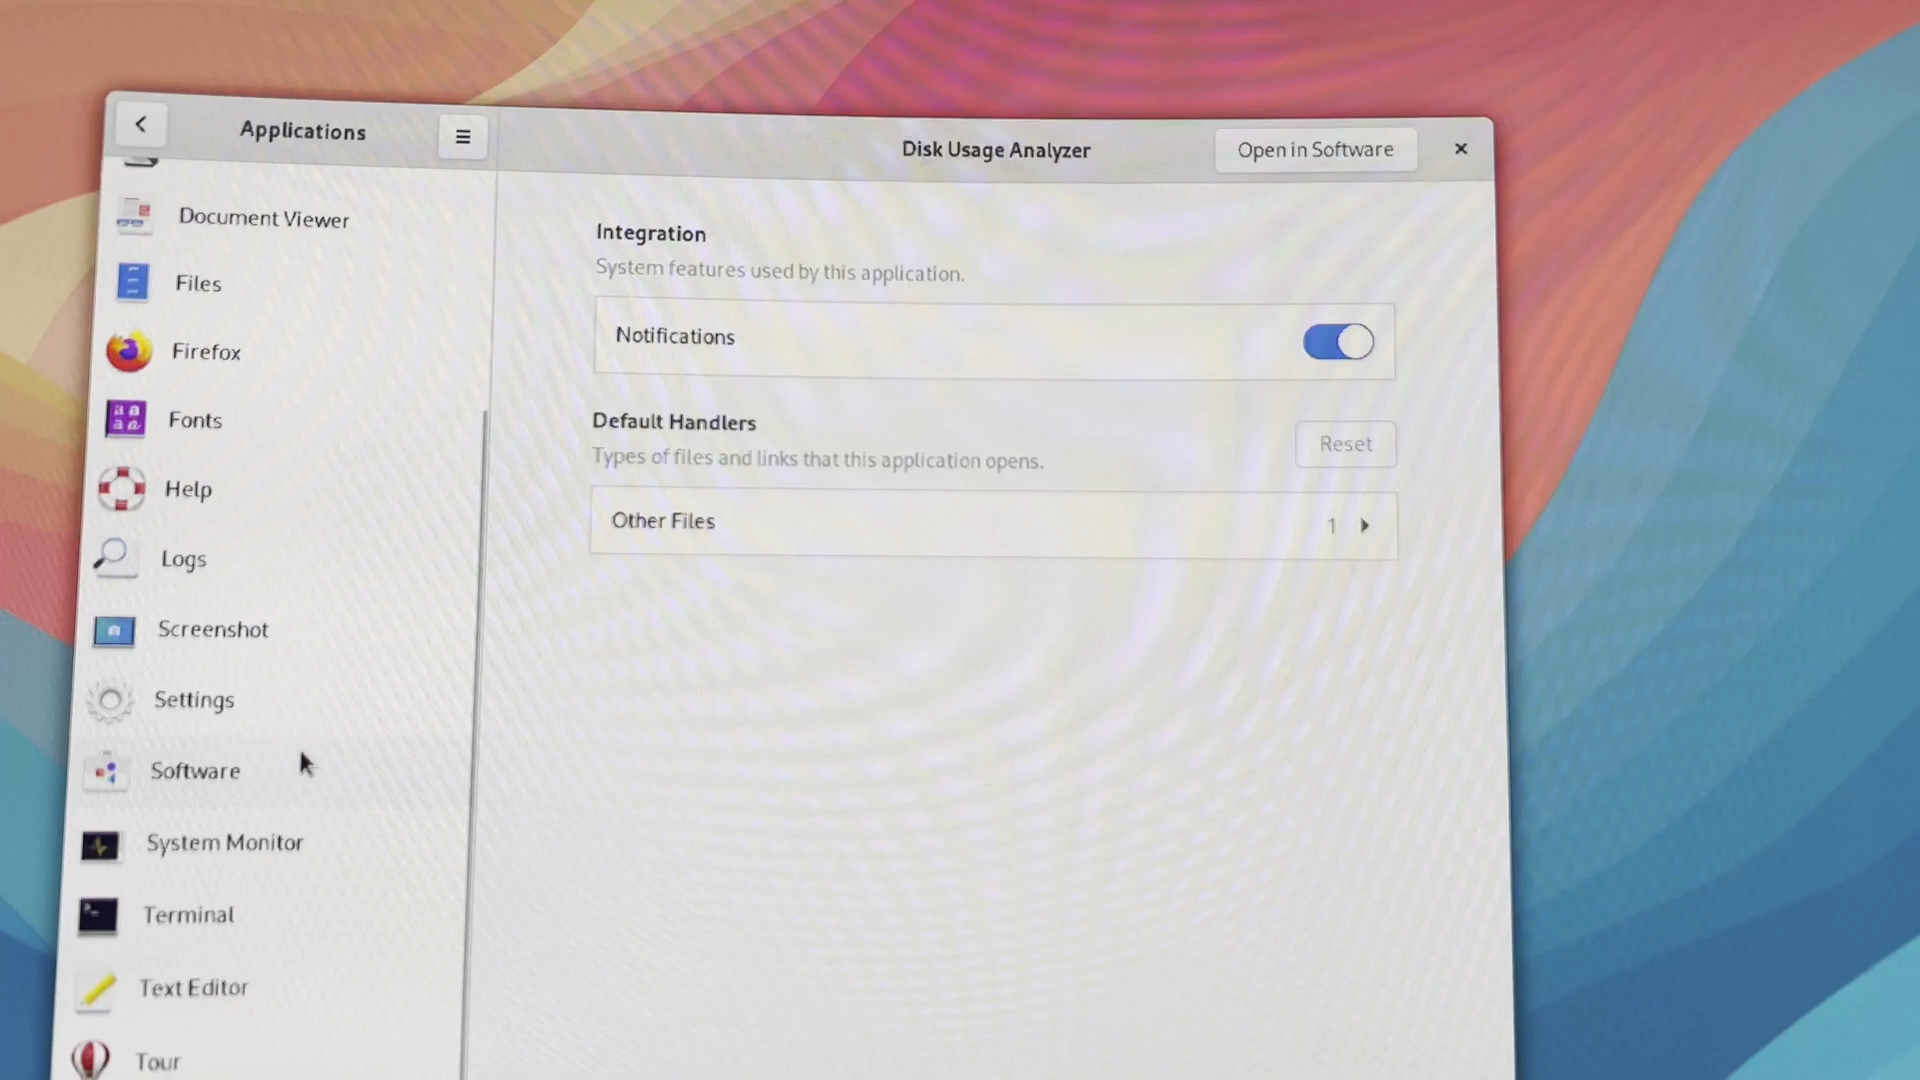 Applications
Disk Usage Analyzer
Open in Software
Document Viewer
Files
Firefox
Fonts
Help
Logs
Screenshot
Settings
Software
System Monitor
Terminal
Text Editor
Tour
Integration
System features used by this application.
Notifications
Default Handlers
Types of files and links that this application opens.
Reset
Other Files
1